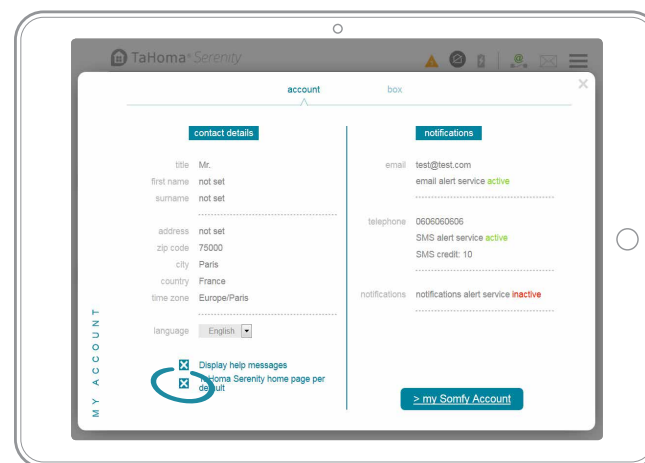 TaHoma® Serenity
account
box
contact details
title Mr.
first name not set
surname not set
address not set
zip code 75000
city Paris
country France
time zone Europe/Paris
language English
Display help messages
TaHoma Serenity home page per
default
MY ACCOUNT
notifications
email test@test.com
email alert service active
telephone 0606060606
SMS alert service active
SMS credit: 10
notifications notifications alert service inactive
> my Somfy Account